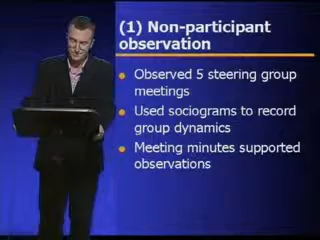 (1) Non-participant
observation
Observed 5 steering group
meetings
Used sociograms to record
group dynamics
Meeting minutes supported
observations